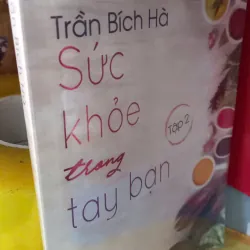 Trần Bích Hà
Sức
khỏe
Tập 2
trong
tay bạn